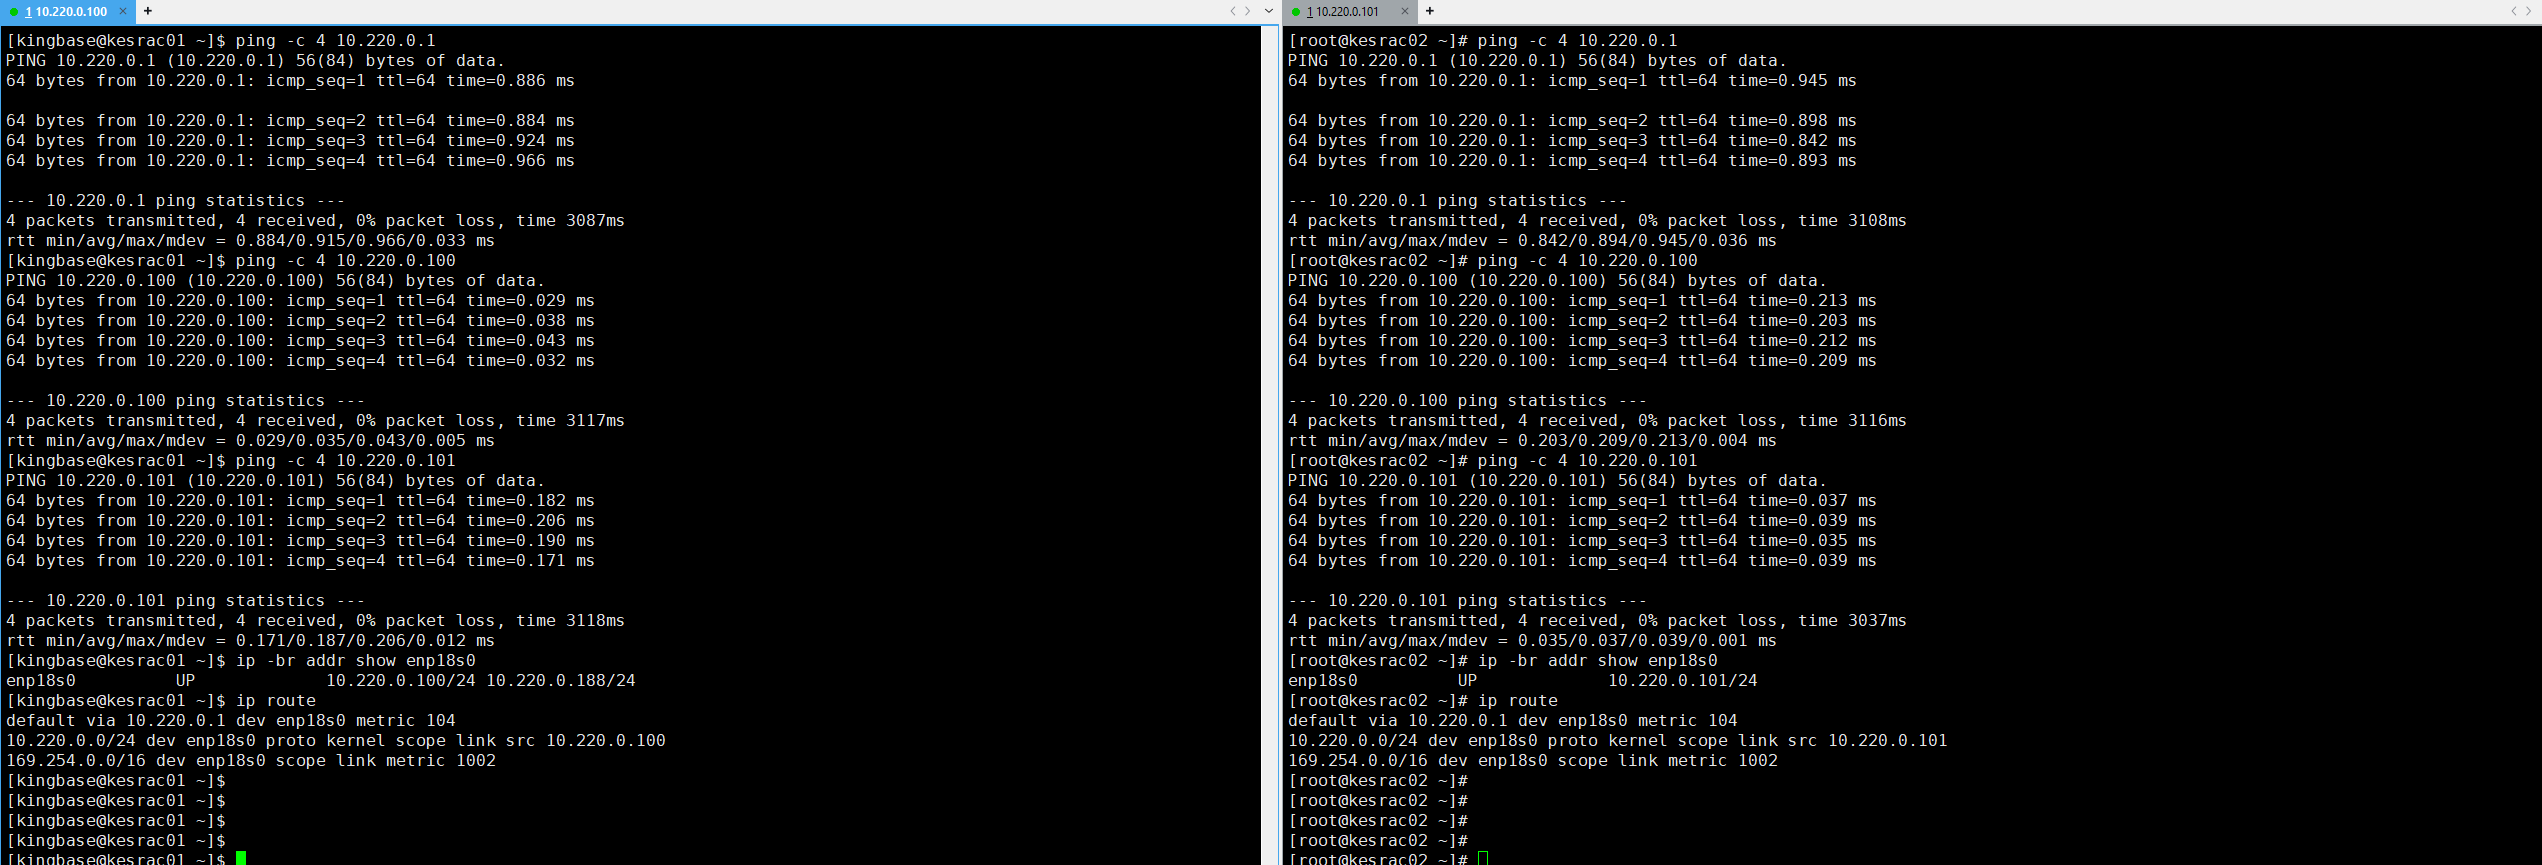 1 10.220.0.100
[kingbase@kesrac01 ~]$ ping -c 4 10.220.0.1
PING 10.220.0.1 (10.220.0.1) 56(84) bytes of data.
64 bytes from 10.220.0.1: icmp_seq=1 ttl=64 time=0.886 ms
64 bytes from 10.220.0.1: icmp_seq=2 ttl=64 time=0.884 ms
64 bytes from 10.220.0.1: icmp_seq=3 ttl=64 time=0.924 ms
64 bytes from 10.220.0.1: icmp_seq=4 ttl=64 time=0.966 ms
--- 10.220.0.1 ping statistics ---
4 packets transmitted, 4 received, 0% packet loss, time 3087ms
rtt min/avg/max/mdev = 0.884/0.915/0.966/0.033 ms
[kingbase@kesrac01 ~]$ ping -c 4 10.220.0.100
PING 10.220.0.100 (10.220.0.100) 56(84) bytes of data.
64 bytes from 10.220.0.100: icmp_seq=1 ttl=64 time=0.029 ms
64 bytes from 10.220.0.100: icmp_seq=2 ttl=64 time=0.038 ms
64 bytes from 10.220.0.100: icmp_seq=3 ttl=64 time=0.043 ms
64 bytes from 10.220.0.100: icmp_seq=4 ttl=64 time=0.032 ms
--- 10.220.0.100 ping statistics ---
4 packets transmitted, 4 received, 0% packet loss, time 3117ms
rtt min/avg/max/mdev = 0.029/0.035/0.043/0.005 ms
[kingbase@kesrac01 ~]$ ping -c 4 10.220.0.101
PING 10.220.0.101 (10.220.0.101) 56(84) bytes of data.
64 bytes from 10.220.0.101: icmp_seq=1 ttl=64 time=0.182 ms
64 bytes from 10.220.0.101: icmp_seq=2 ttl=64 time=0.206 ms
64 bytes from 10.220.0.101: icmp_seq=3 ttl=64 time=0.190 ms
64 bytes from 10.220.0.101: icmp_seq=4 ttl=64 time=0.171 ms
--- 10.220.0.101 ping statistics ---
4 packets transmitted, 4 received, 0% packet loss, time 3118ms
rtt min/avg/max/mdev = 0.171/0.187/0.206/0.012 ms
[kingbase@kesrac01 ~]$ ip -br addr show enp18s0
enp18s0          UP             10.220.0.100/24 10.220.0.188/24
[kingbase@kesrac01 ~]$ ip route
default via 10.220.0.1 dev enp18s0 metric 104
10.220.0.0/24 dev enp18s0 proto kernel scope link src 10.220.0.100
169.254.0.0/16 dev enp18s0 scope link metric 1002
[kingbase@kesrac01 ~]$
[kingbase@kesrac01 ~]$
[kingbase@kesrac01 ~]$
[kingbase@kesrac01 ~]$
[kingbase@kesrac01 ~]$
1 10.220.0.101
[root@kesrac02 ~]# ping -c 4 10.220.0.1
PING 10.220.0.1 (10.220.0.1) 56(84) bytes of data.
64 bytes from 10.220.0.1: icmp_seq=1 ttl=64 time=0.945 ms
64 bytes from 10.220.0.1: icmp_seq=2 ttl=64 time=0.898 ms
64 bytes from 10.220.0.1: icmp_seq=3 ttl=64 time=0.842 ms
64 bytes from 10.220.0.1: icmp_seq=4 ttl=64 time=0.893 ms
--- 10.220.0.1 ping statistics ---
4 packets transmitted, 4 received, 0% packet loss, time 3108ms
rtt min/avg/max/mdev = 0.842/0.894/0.945/0.036 ms
[root@kesrac02 ~]# ping -c 4 10.220.0.100
PING 10.220.0.100 (10.220.0.100) 56(84) bytes of data.
64 bytes from 10.220.0.100: icmp_seq=1 ttl=64 time=0.213 ms
64 bytes from 10.220.0.100: icmp_seq=2 ttl=64 time=0.203 ms
64 bytes from 10.220.0.100: icmp_seq=3 ttl=64 time=0.212 ms
64 bytes from 10.220.0.100: icmp_seq=4 ttl=64 time=0.209 ms
--- 10.220.0.100 ping statistics ---
4 packets transmitted, 4 received, 0% packet loss, time 3116ms
rtt min/avg/max/mdev = 0.203/0.209/0.213/0.004 ms
[root@kesrac02 ~]# ping -c 4 10.220.0.101
PING 10.220.0.101 (10.220.0.101) 56(84) bytes of data.
64 bytes from 10.220.0.101: icmp_seq=1 ttl=64 time=0.037 ms
64 bytes from 10.220.0.101: icmp_seq=2 ttl=64 time=0.039 ms
64 bytes from 10.220.0.101: icmp_seq=3 ttl=64 time=0.035 ms
64 bytes from 10.220.0.101: icmp_seq=4 ttl=64 time=0.039 ms
--- 10.220.0.101 ping statistics ---
4 packets transmitted, 4 received, 0% packet loss, time 3037ms
rtt min/avg/max/mdev = 0.035/0.037/0.039/0.001 ms
[root@kesrac02 ~]# ip -br addr show enp18s0
enp18s0          UP             10.220.0.101/24
[root@kesrac02 ~]# ip route
default via 10.220.0.1 dev enp18s0 metric 104
10.220.0.0/24 dev enp18s0 proto kernel scope link src 10.220.0.101
169.254.0.0/16 dev enp18s0 scope link metric 1002
[root@kesrac02 ~]#
[root@kesrac02 ~]#
[root@kesrac02 ~]#
[root@kesrac02 ~]#
[root@kesrac02 ~]#